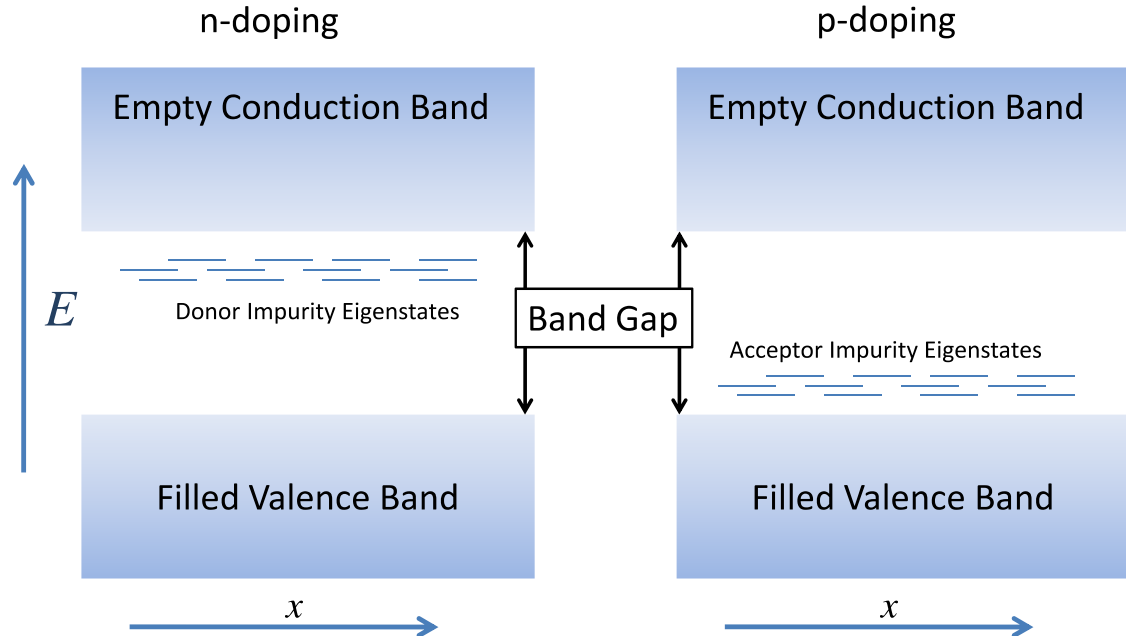 n-doping
p-doping
Empty Conduction Band
Empty Conduction Band
E
Donor Impurity Eigenstates
Band Gap
Acceptor Impurity Eigenstates
Filled Valence Band
Filled Valence Band
x
x